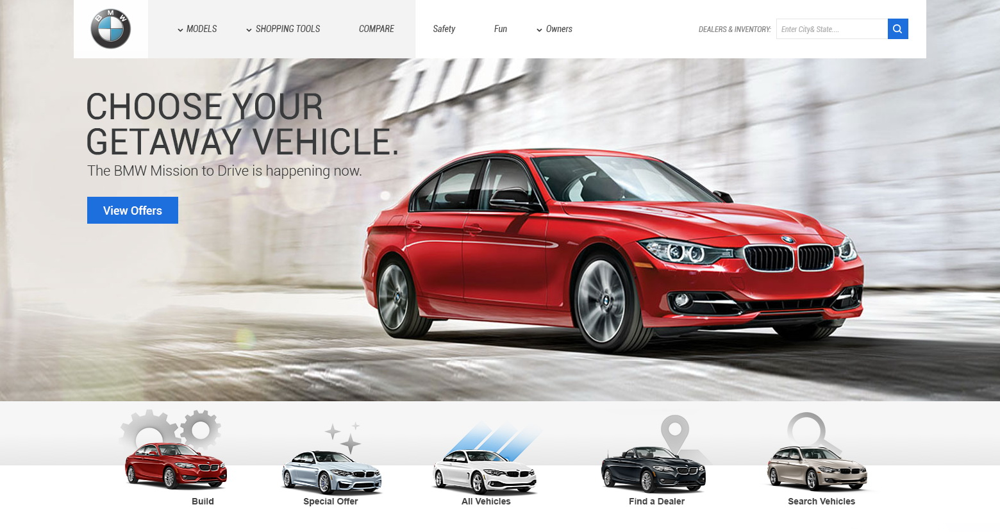 BMW
MODELS
SHOPPING TOOLS
COMPARE
Safety
Fun
Owners
DEALERS & INVENTORY:
Enter City& State....
CHOOSE YOUR
GETAWAY VEHICLE.
The BMW Mission to Drive is happening now.
View Offers
Build
Special Offer
All Vehicles
Find a Dealer
Search Vehicles